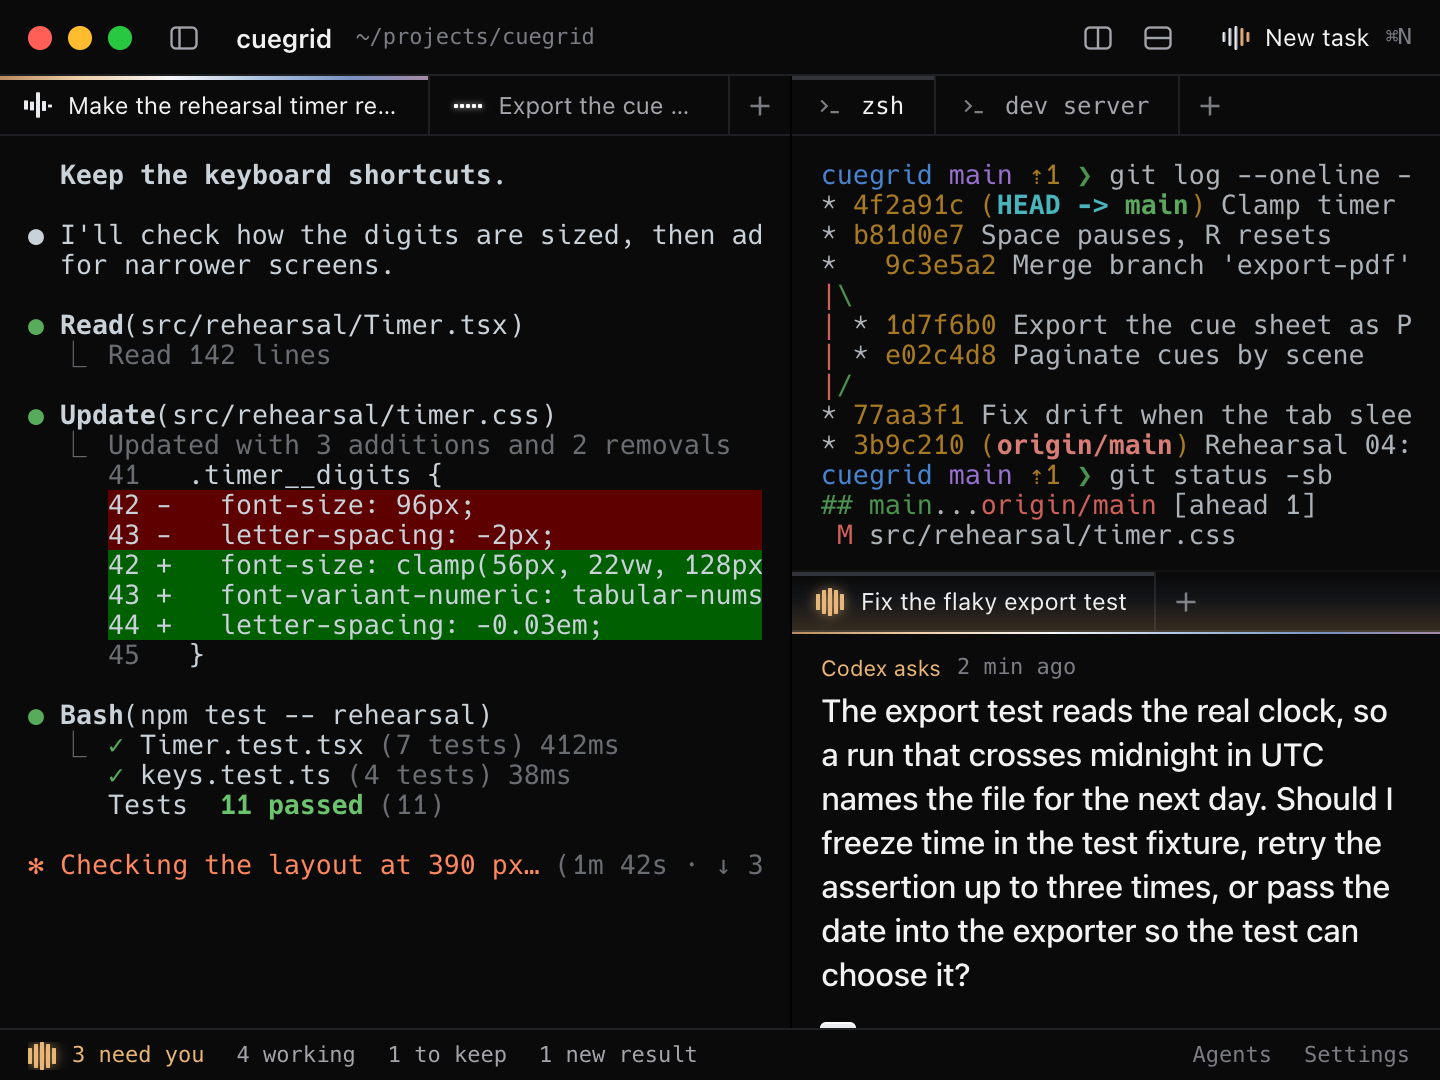 cuegrid ~/projects/cuegrid
New task ⌘N
Make the rehearsal timer re...
Export the cue ...
+
Keep the keyboard shortcuts.
● I'll check how the digits are sized, then ad
for narrower screens.
● Read(src/rehearsal/Timer.tsx)
⎿ Read 142 lines
● Update(src/rehearsal/timer.css)
⎿ Updated with 3 additions and 2 removals
41 .timer__digits {
42 - font-size: 96px;
43 - letter-spacing: -2px;
42 + font-size: clamp(56px, 22vw, 128px
43 + font-variant-numeric: tabular-nums
44 + letter-spacing: -0.03em;
45 }
● Bash(npm test -- rehearsal)
⎿ ✓ Timer.test.tsx (7 tests) 412ms
✓ keys.test.ts (4 tests) 38ms
Tests 11 passed (11)
✻ Checking the layout at 390 px… (1m 42s · ↓ 3
>_ zsh
>_ dev server
+
cuegrid main ⇡1 ❯ git log --oneline -
* 4f2a91c (HEAD -> main) Clamp timer
* b81d0e7 Space pauses, R resets
* 9c3e5a2 Merge branch 'export-pdf'
|\
| * 1d7f6b0 Export the cue sheet as P
| * e02c4d8 Paginate cues by scene
|/
* 77aa3f1 Fix drift when the tab slee
* 3b9c210 (origin/main) Rehearsal 04:
cuegrid main ⇡1 ❯ git status -sb
## main...origin/main [ahead 1]
M src/rehearsal/timer.css
Fix the flaky export test
+
Codex asks 2 min ago
The export test reads the real clock, so
a run that crosses midnight in UTC
names the file for the next day. Should I
freeze time in the test fixture, retry the
assertion up to three times, or pass the
date into the exporter so the test can
choose it?
3 need you 4 working 1 to keep 1 new result
Agents Settings